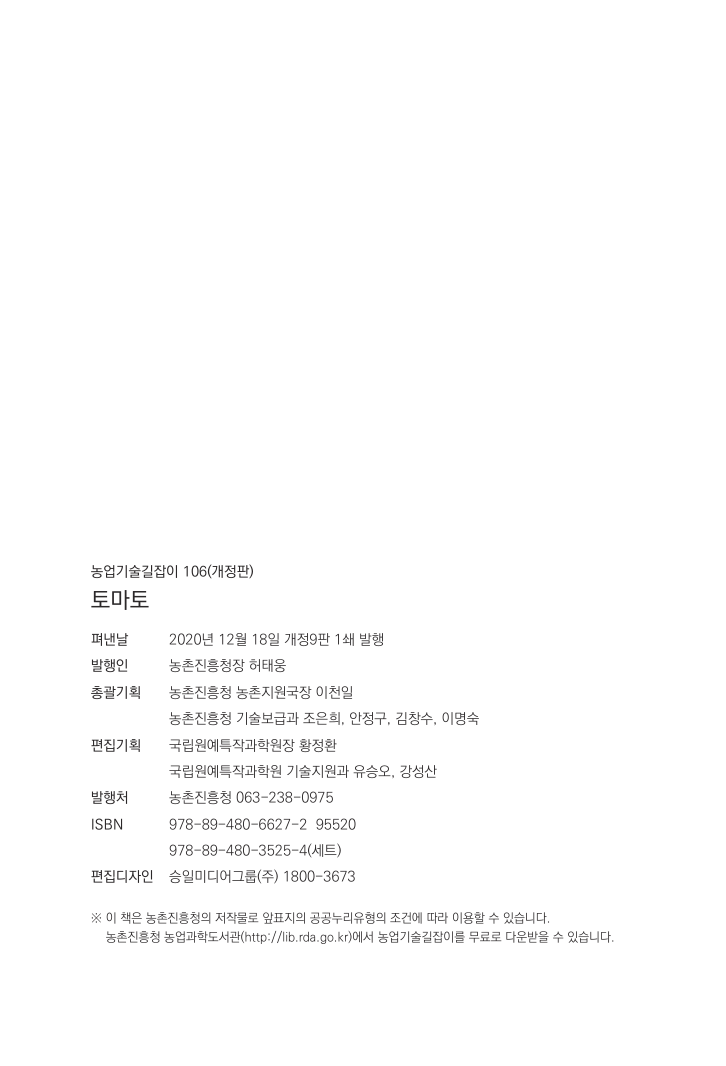 농업기술길잡이 106(개정판)
토마토
펴낸날 2020년 12월 18일 개정9판 1쇄 발행
발행인 농촌진흥청장 허태웅
총괄기획 농촌진흥청 농촌지원국장 이천일
농촌진흥청 기술보급과 조은희, 안정구, 김창수, 이명숙
편집기획 국립원예특작과학원장 황정환
국립원예특작과학원 기술지원과 유승오, 강성산
발행처 농촌진흥청 063-238-0975
ISBN 978-89-480-6627-2 95520
978-89-480-3525-4(세트)
편집디자인 승일미디어그룹(주) 1800-3673
※ 이 책은 농촌진흥청의 저작물로 앞표지의 공공누리유형의 조건에 따라 이용할 수 있습니다.
농촌진흥청 농업과학도서관(http://lib.rda.go.kr)에서 농업기술길잡이를 무료로 다운받을 수 있습니다.